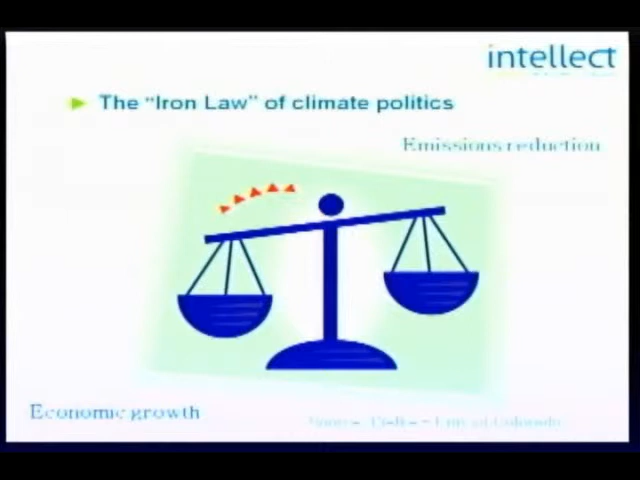 intellect
The “Iron Law” of climate politics
Emissions reduction
Economic growth